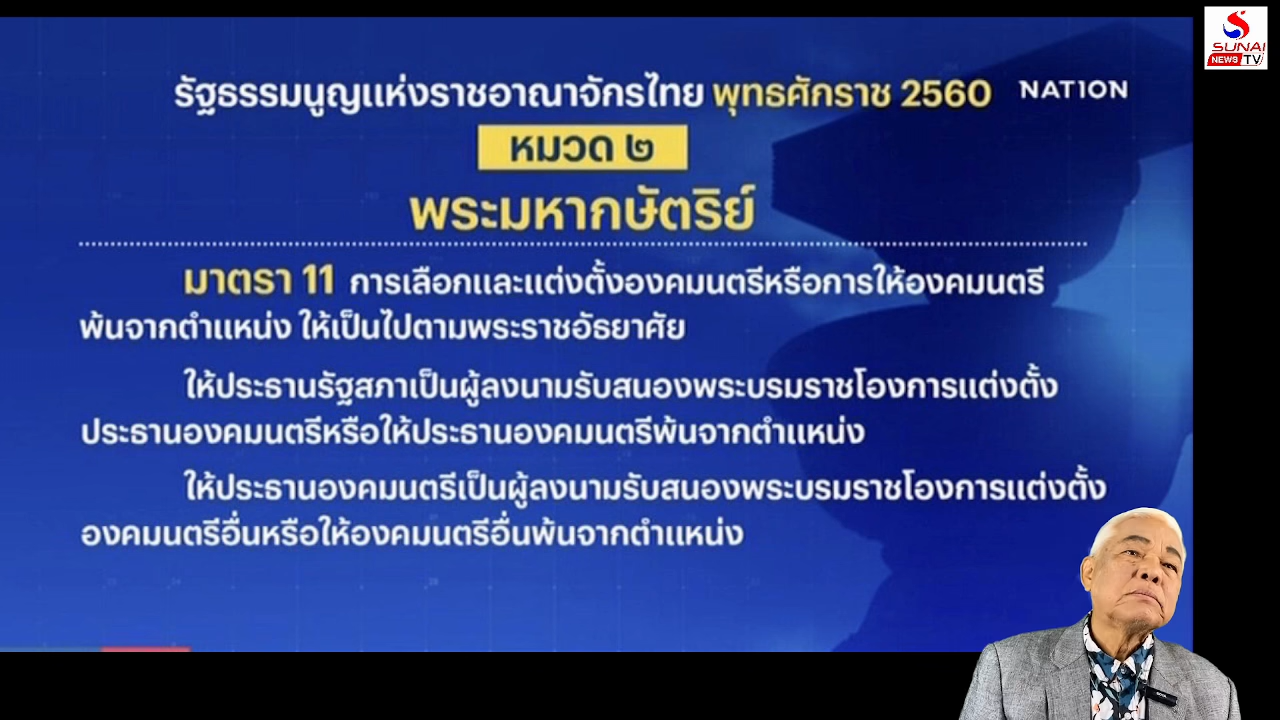 SUNAI
NEWS TV
รัฐธรรมนูญแห่งราชอาณาจักรไทย พุทธศักราช 2560
NATION
หมวด ๒
พระมหากษัตริย์
มาตรา 11 การเลือกและแต่งตั้งองคมนตรีหรือการให้องคมนตรี
พ้นจากตำแหน่ง ให้เป็นไปตามพระราชอัธยาศัย
ให้ประธานรัฐสภาเป็นผู้ลงนามรับสนองพระบรมราชโองการแต่งตั้ง
ประธานองคมนตรีหรือให้ประธานองคมนตรีพ้นจากตำแหน่ง
ให้ประธานองคมนตรีเป็นผู้ลงนามรับสนองพระบรมราชโองการแต่งตั้ง
องคมนตรีอื่นหรือให้องคมนตรีอื่นพ้นจากตำแหน่ง